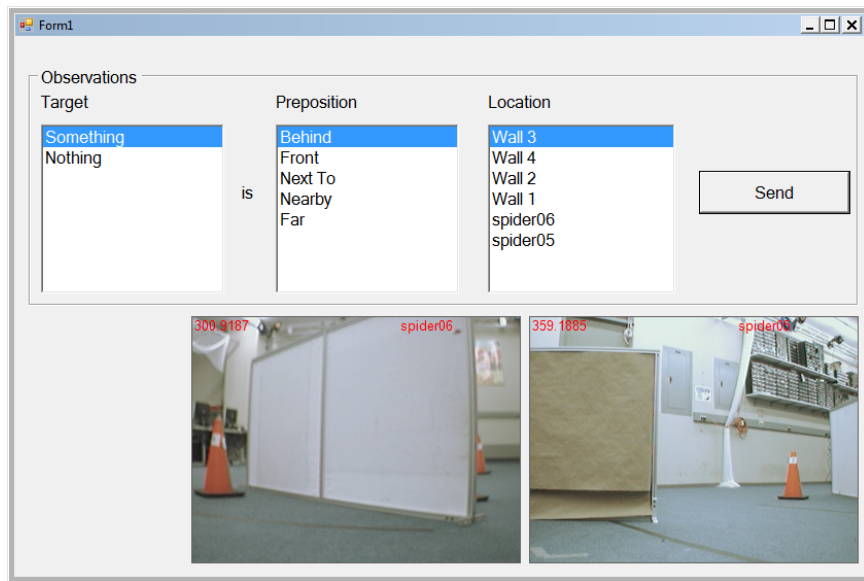 Form1
Observations
Target
Preposition
Location
Something
Nothing
is
Behind
Front
Next To
Nearby
Far
Wall 3
Wall 4
Wall 2
Wall 1
spider06
spider05
Send
300.9187
spider06
359.1885
spider05